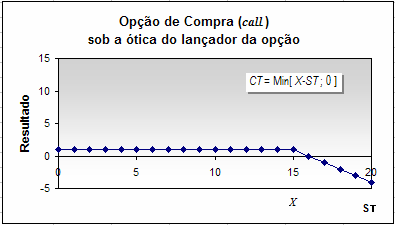 Opção de Compra (call)
sob a ótica do lançador da opção
CT = Min[ X-ST ; 0 ]
Resultado
15
10
5
0
-5
0
5
10
15
20
X
ST